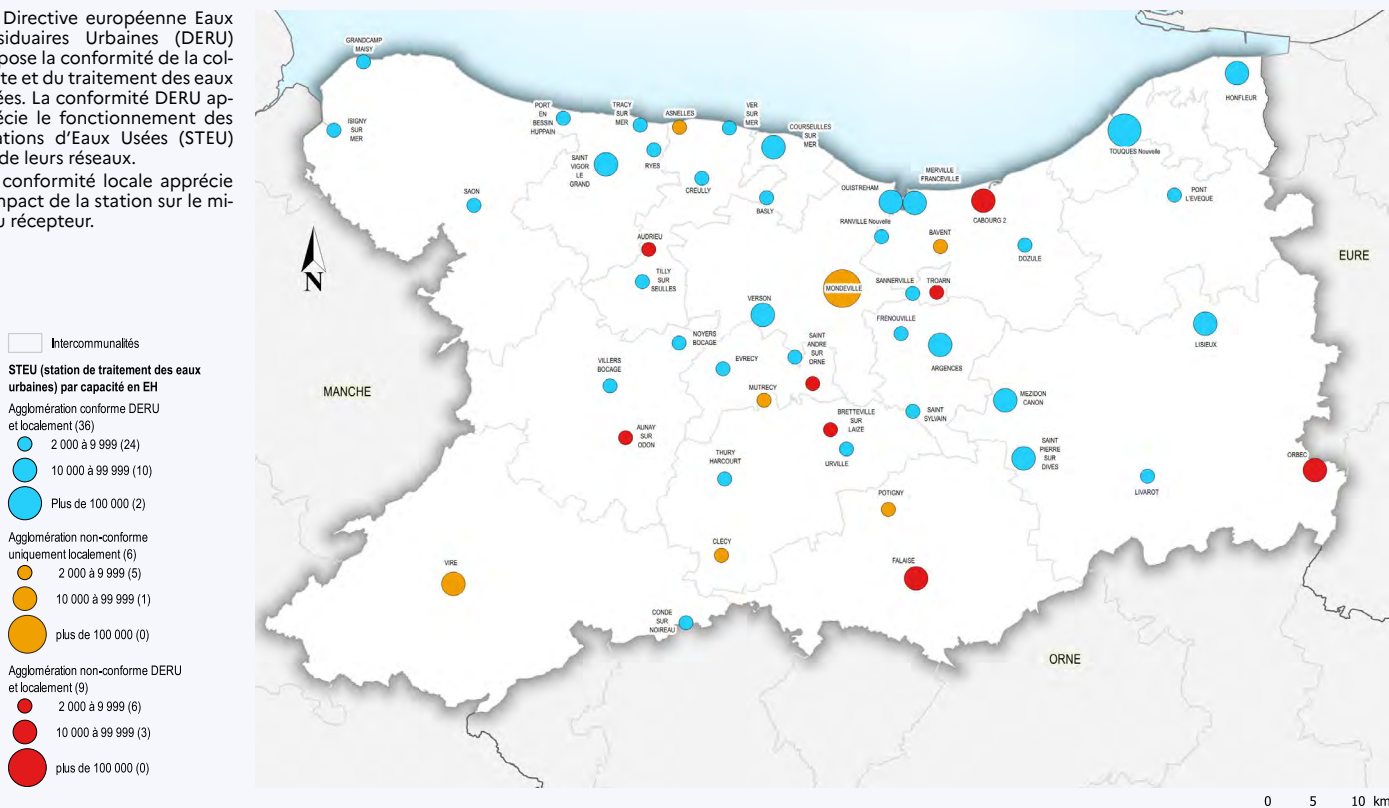 Directive européenne Eaux
siduaires Urbaines (DERU)
pose la conformité de la col-
te et du traitement des eaux
ées. La conformité DERU ap-
écie le fonctionnement des
ations d'Eaux Usées (STEU)
de leurs réseaux.
conformité locale apprécie
mpact de la station sur le mi-
u récepteur.
Intercommunalités
STEU (station de traitement des eaux
urbaines) par capacité en EH
Agglomération conforme DERU
et localement (36)
2 000 à 9 999 (24)
10 000 à 99 999 (10)
Plus de 100 000 (2)
Agglomération non-conforme
uniquement localement (6)
2 000 à 9 999 (5)
10 000 à 99 999 (1)
plus de 100 000 (0)
Agglomération non-conforme DERU
et localement (9)
2 000 à 9 999 (6)
10 000 à 99 999 (3)
plus de 100 000 (0)
GRANDCAMP
MAISY
ISIGNY
SUR
MER
PORT
EN
BESSIN
HUPPAIN
TRACY
SUR
MER
ASNELLES
VER
SUR
MER
COURSEULLES
SUR
MER
SAINT
VIGOR
LE
GRAND
RYES
CREULLY
BASLY
SAON
OUISTREHAM
MERVILLE
FRANCEVILLE
CABOURG 2
HONFLEUR
TOUQUES Nouvelle
PONT
L'EVEQUE
RANVILLE Nouvelle
BAVENT
DOZULE
AUDRIEU
TILLY
SUR
SEULLES
MONDEVILLE
SANNERVILLE
TROARN
VERSON
FRENOUVILLE
ARGENCES
LISIEUX
NOYERS
BOCAGE
EVRECY
SAINT
ANDRE
SUR
ORNE
VILLERS
BOCAGE
MUTRECY
MEZIDON
CANON
BRETTEVILLE
SUR
LAIZE
SAINT
SYLVAIN
AUNAY
SUR
ODON
URVILLE
SAINT
PIERRE
SUR
DIVES
THURY
HARCOURT
LIVAROT
ORBEC
POTIGNY
CLECY
FALAISE
VIRE
CONDE
SUR
NOIREAU
MANCHE
EURE
ORNE
N
0 5 10 km